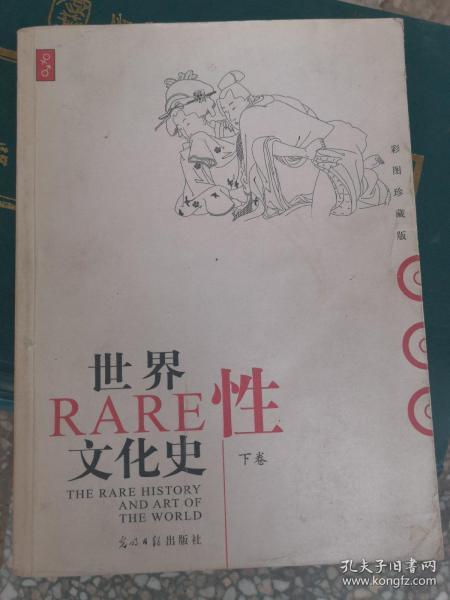 彩图珍藏版
世界
RARE性
文化史
下卷
THE RARE HISTORY
AND ART OF
THE WORLD
光明日报出版社
孔夫子旧书网
www.kongfz.com